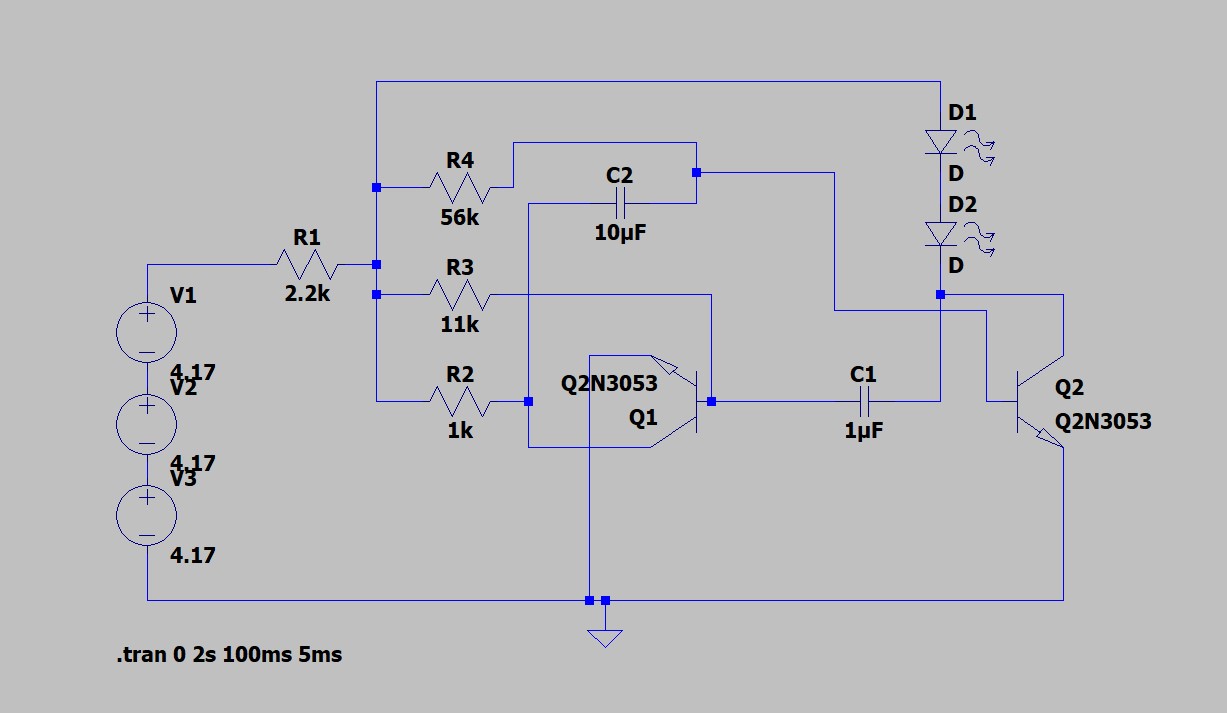 D1
D
D2
D
R4
56k
C2
10µF
R1
2.2k
R3
11k
V1
4.17
V2
4.17
V3
4.17
R2
1k
Q2N3053
Q1
C1
1µF
Q2
Q2N3053
.tran 0 2s 100ms 5ms